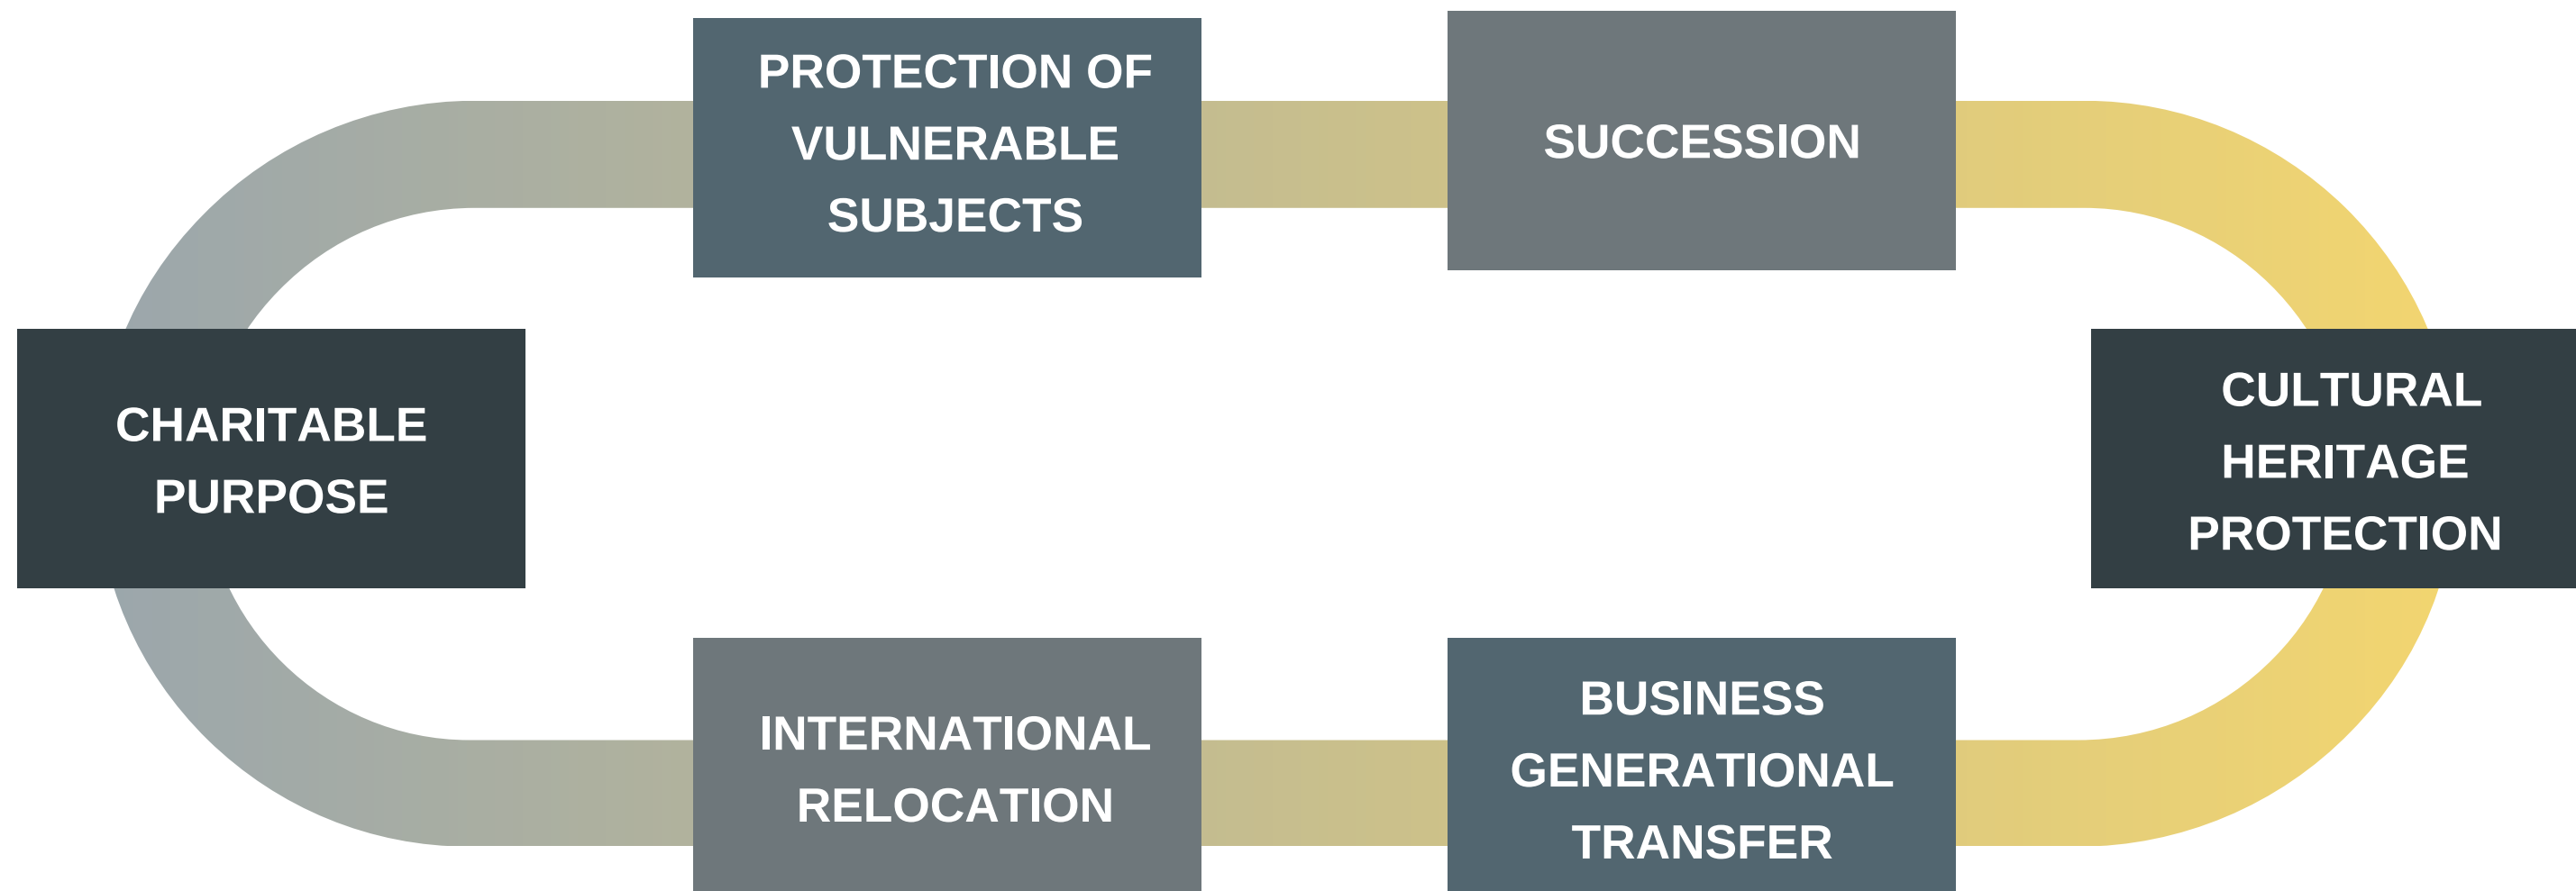 PROTECTION OF
VULNERABLE
SUBJECTS
SUCCESSION
CHARITABLE
PURPOSE
CULTURAL
HERITAGE
PROTECTION
INTERNATIONAL
RELOCATION
BUSINESS
GENERATIONAL
TRANSFER